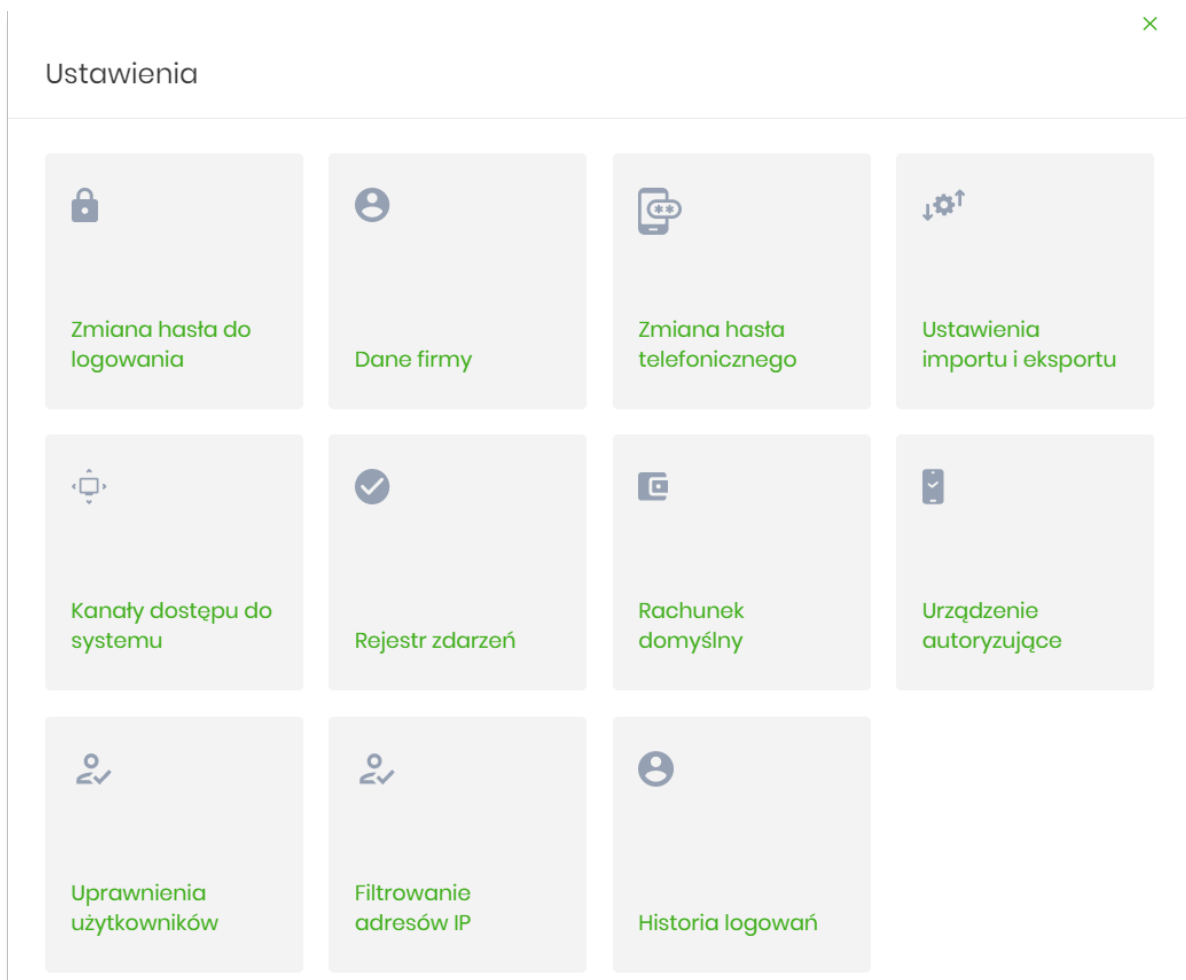 Ustawienia
Zmiana hasła do
logowania
Dane firmy
Zmiana hasła
telefonicznego
Ustawienia
importu i eksportu
Kanały dostępu do
systemu
Rejestr zdarzeń
Rachunek
domyślny
Urządzenie
autoryzujące
Uprawnienia
użytkowników
Filtrowanie
adresów IP
Historia logowań